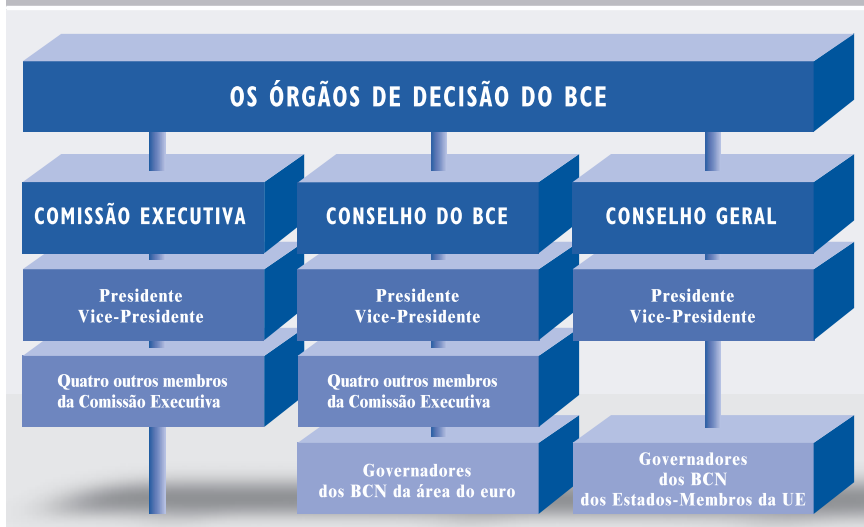 OS ÓRGÃOS DE DECISÃO DO BCE
COMISSÃO EXECUTIVA
Presidente
Vice-Presidente
Quatro outros membros
da Comissão Executiva
CONSELHO DO BCE
Presidente
Vice-Presidente
Quatro outros membros
da Comissão Executiva
Governadores
dos BCN da área do euro
CONSELHO GERAL
Presidente
Vice-Presidente
Governadores
dos BCN
dos Estados-Membros da UE